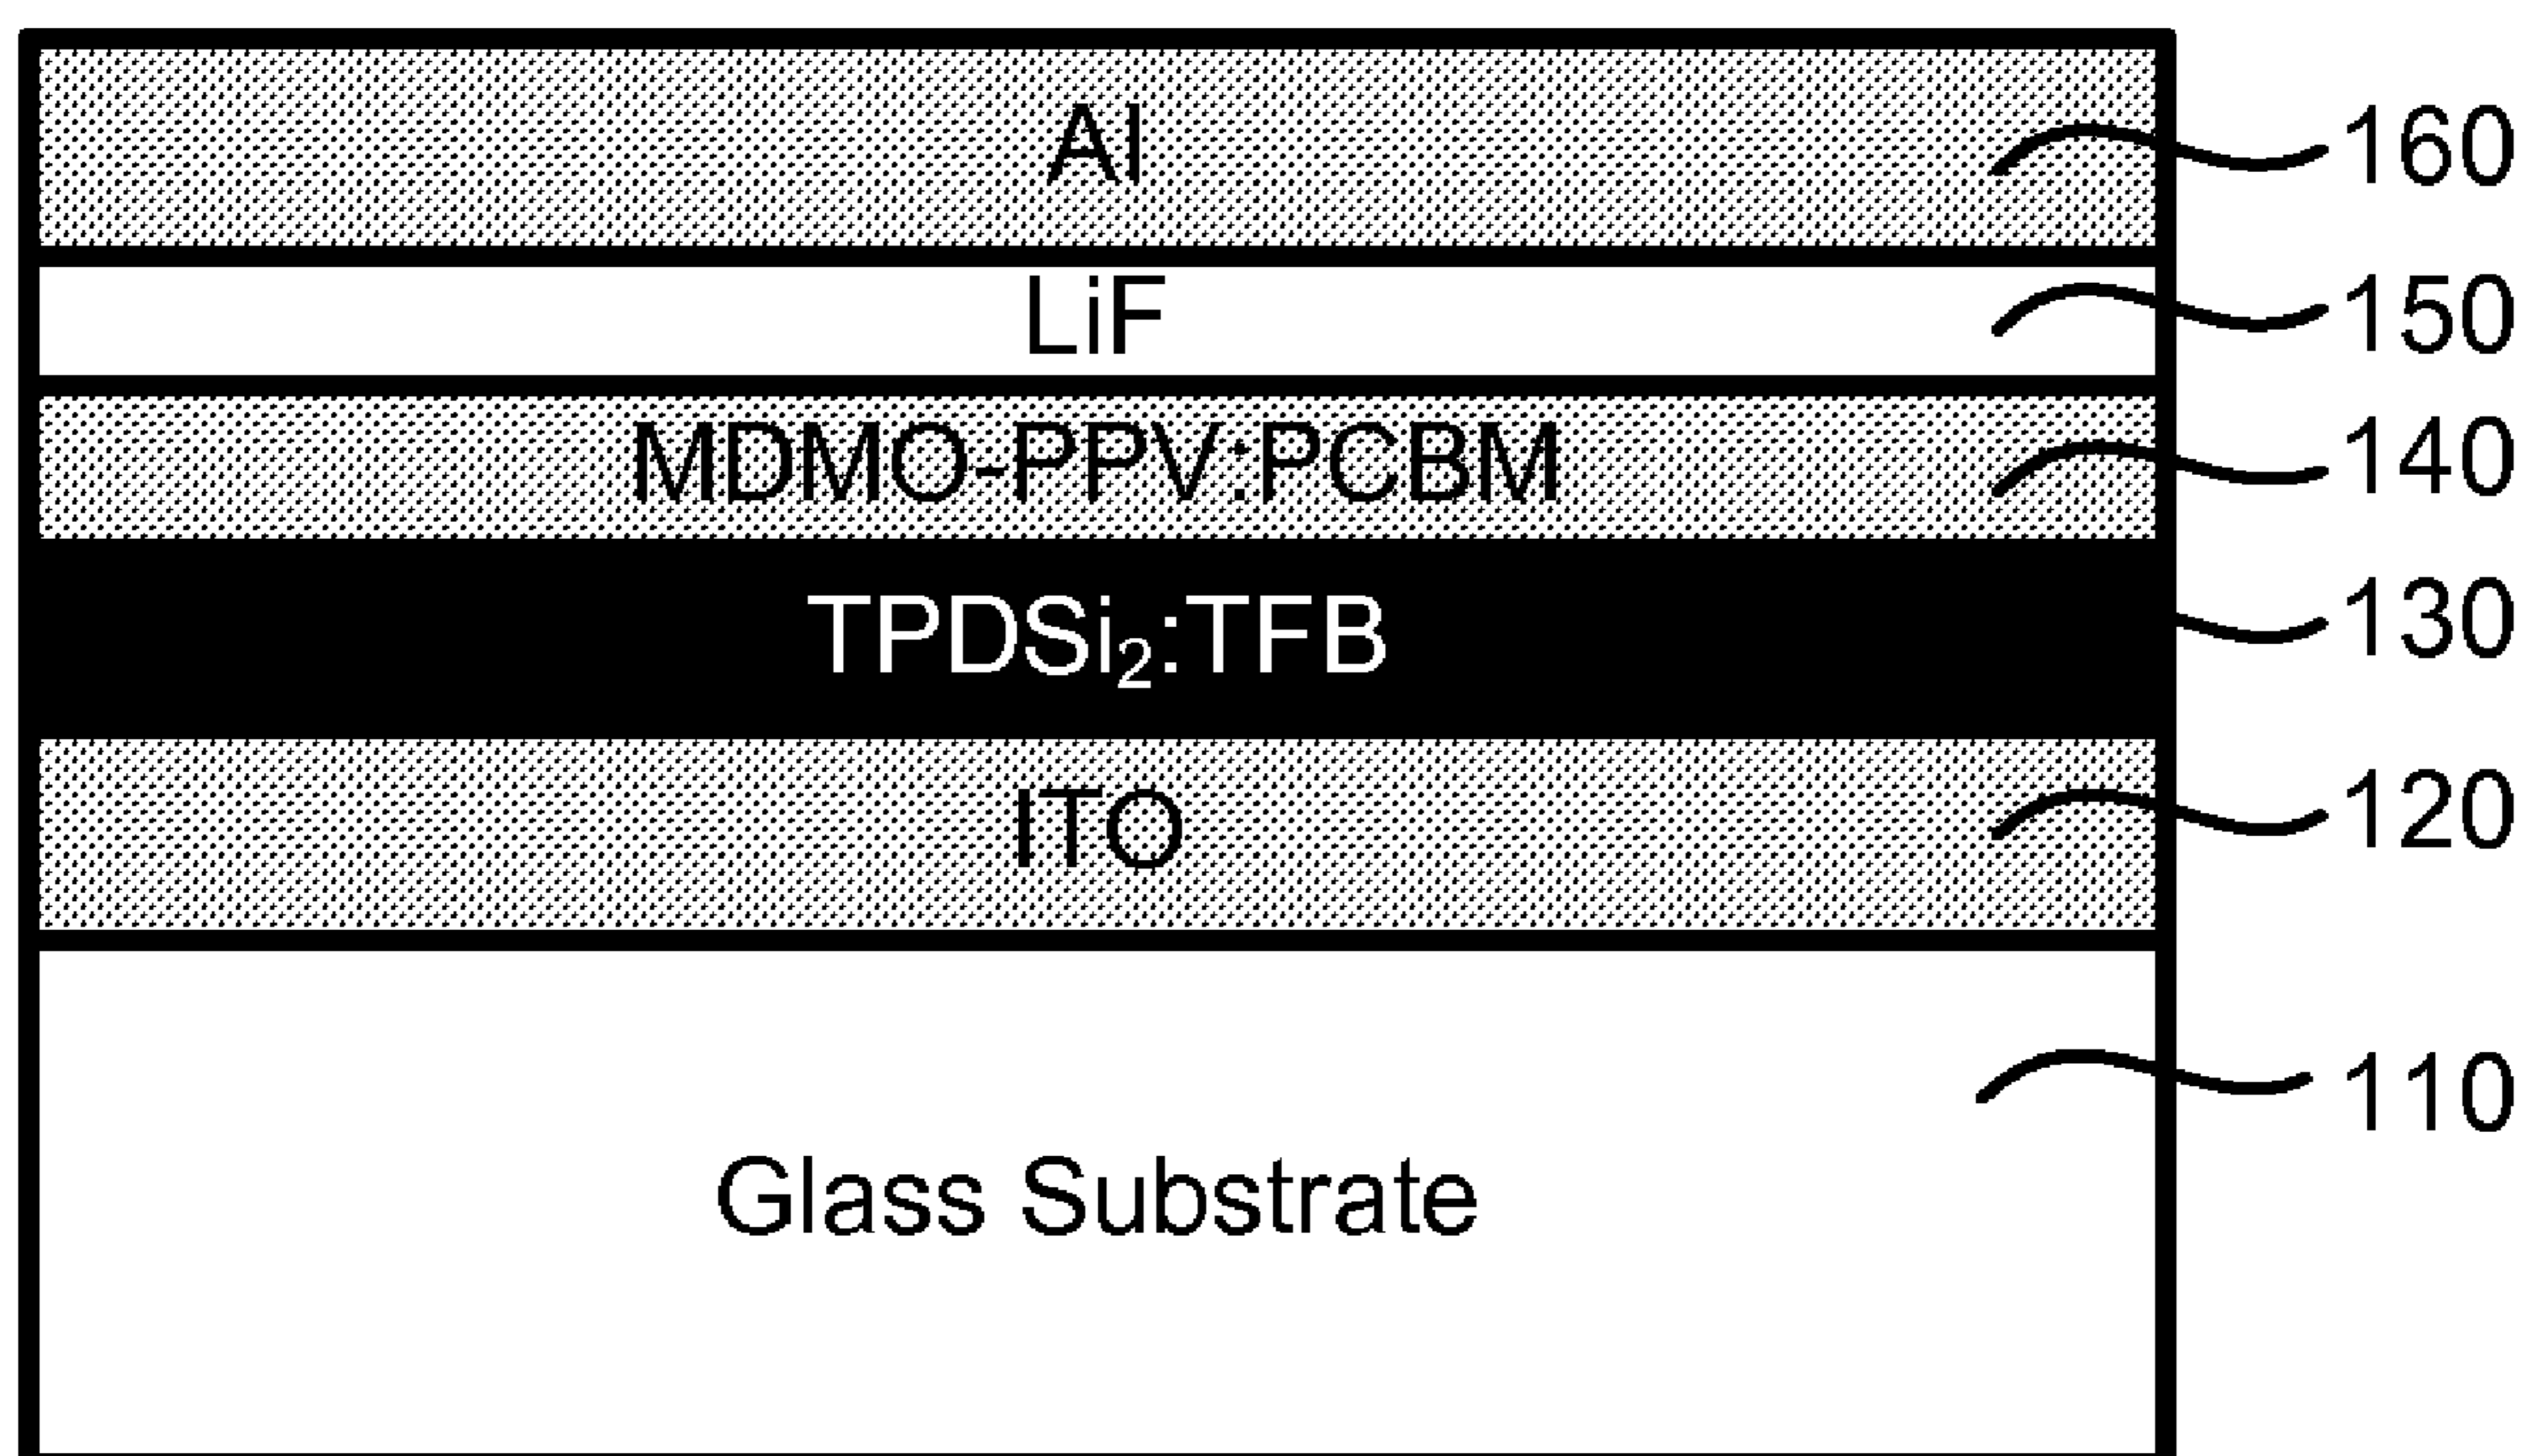 Al 160
LiF 150
MDMO-PPV:PCBM 140
TPDSi₂:TFB 130
ITO 120
110
Glass Substrate